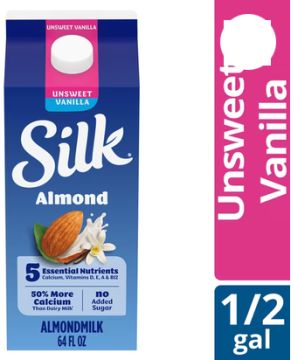 UNSWEET VANILLA
UNSWEET
VANILLA
Silk
Almond
5 Essential Nutrients
Calcium, Vitamins D, E, A & B2
50% More
Calcium
Than Dairy Milk
no
Added
Sugar
ALMONDMILK
64 FL OZ
Unsweet
Vanilla
1/2
gal